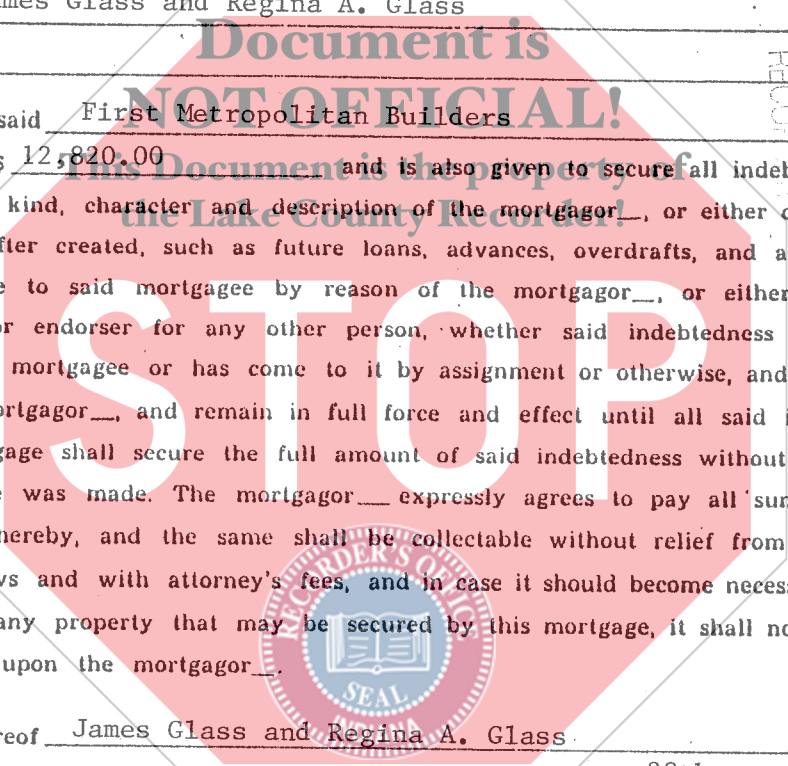 ames Glass and Regina A. Glass
Document is
NOT OFFICIAL!
said First Metropolitan Builders
12,820.00 and is also given to secure all indeb
This Document is the property of
kind, character and description of the mortgagor__, or either
the Lake County Recorder!
fter created, such as future loans, advances, overdrafts, and a
e to said mortgagee by reason of the mortgagor__, or either
or endorser for any other person, whether said indebtedness
mortgagee or has come to it by assignment or otherwise, and
ortgagor__, and remain in full force and effect until all said i
gage shall secure the full amount of said indebtedness without
e was made. The mortgagor__ expressly agrees to pay all sur
hereby, and the same shall be collectable without relief from
ws and with attorney's fees, and in case it should become neces
any property that may be secured by this mortgage, it shall no
upon the mortgagor__.
reof James Glass and Regina A. Glass
STOP
RECORDER'S OFFICE
SEAL
INDIANA